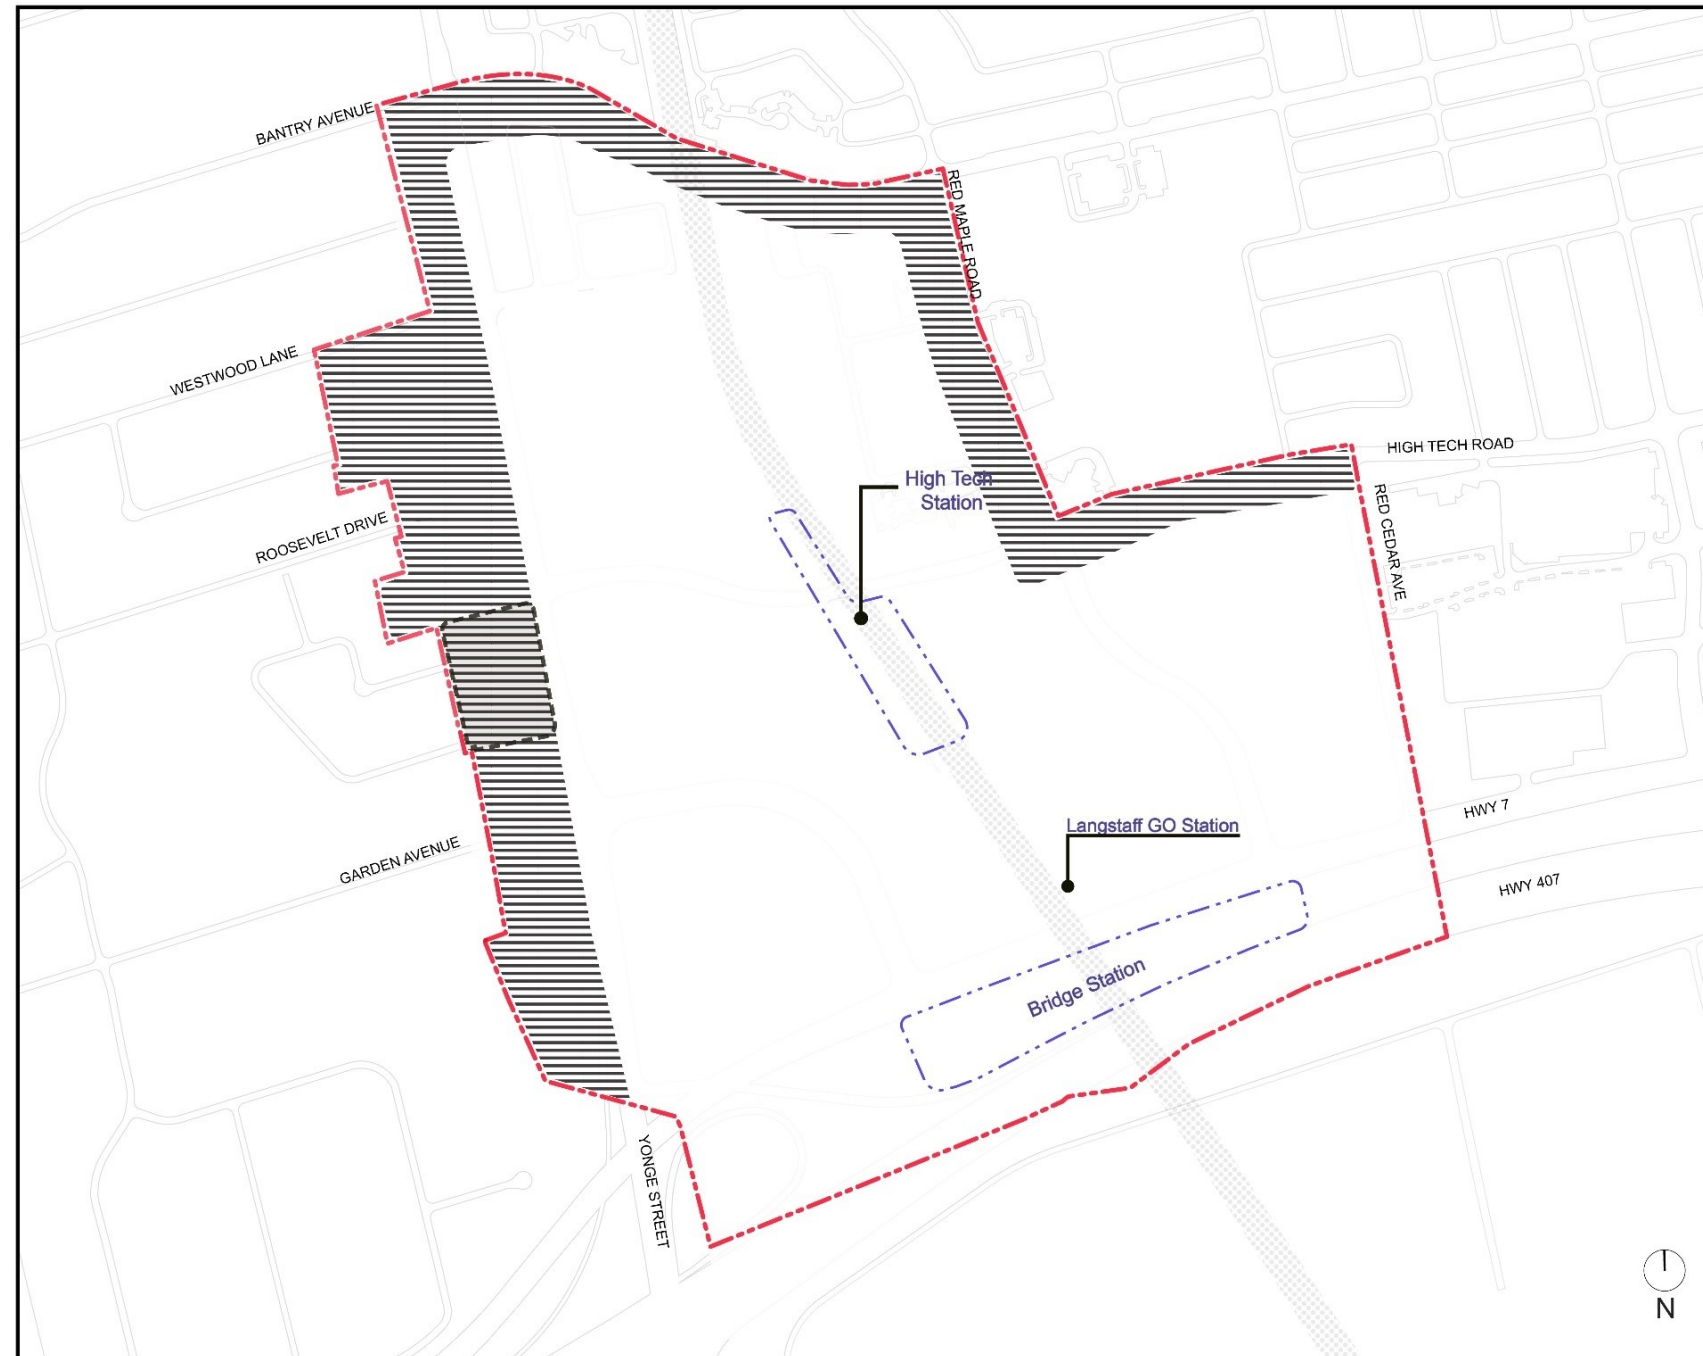 BANTRY AVENUE
RED MAPLE ROAD
WESTWOOD LANE
HIGH TECH ROAD
High Tech
Station
RED CEDAR AVE
ROOSEVELT DRIVE
HWY 7
Langstaff GO Station
GARDEN AVENUE
HWY 407
Bridge Station
YONGE STREET
N